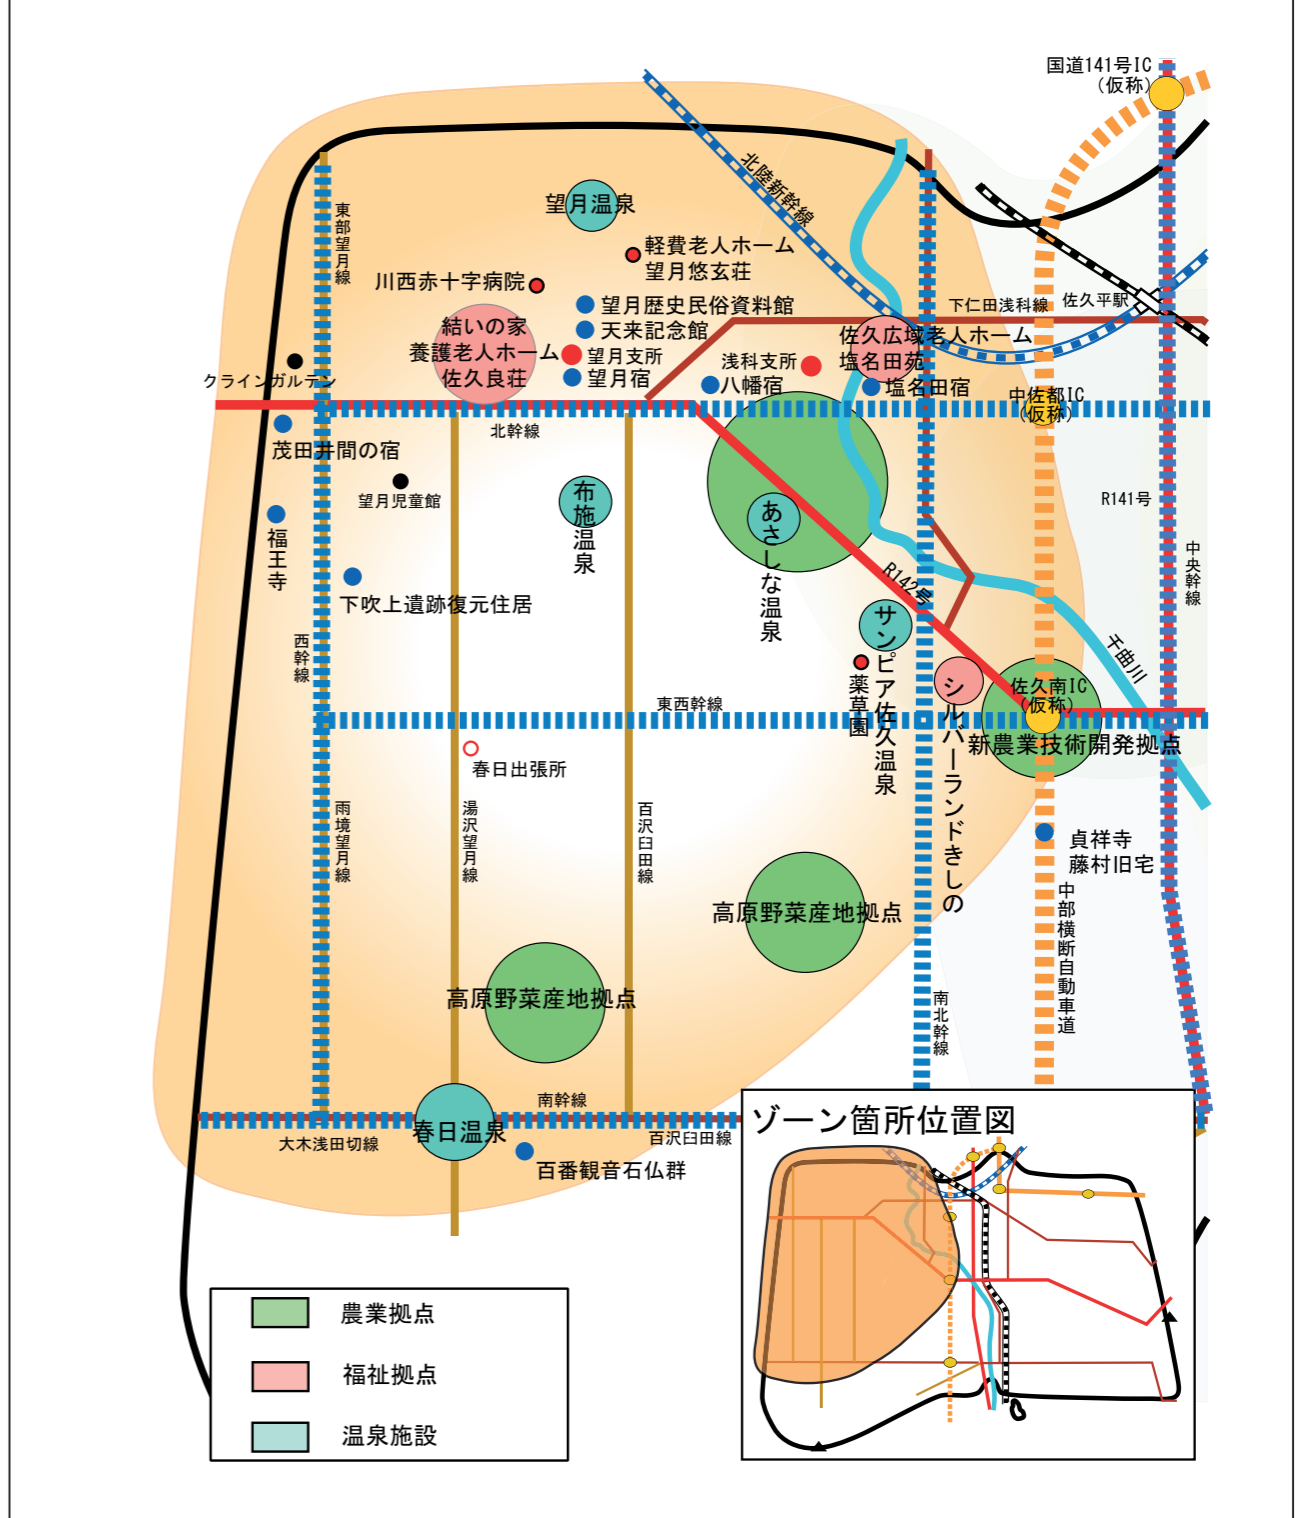 国道141号IC
（仮称）
北陸新幹線
望月温泉
東部望月線
軽費老人ホーム
望月悠玄荘
川西赤十字病院
望月歴史民俗資料館
天来記念館
結いの家
養護老人ホーム
佐久良荘
望月支所
望月宿
下仁田浅科線
佐久平駅
佐久広域老人ホーム
塩名田苑
浅科支所
八幡宿
塩名田宿
中佐都IC
（仮称）
クラインガルテン
茂田井間の宿
北幹線
望月児童館
布施温泉
あさしな温泉
R141号
中央幹線
福王寺
下吹上遺跡復元住居
R142号
サンピア佐久温泉
薬草園
シルバーランドきしの
千曲川
西幹線
東西幹線
佐久南IC
（仮称）
新農業技術開発拠点
春日出張所
雨境望月線
湯沢望月線
百沢臼田線
貞祥寺
藤村旧宅
中部横断自動車道
高原野菜産地拠点
高原野菜産地拠点
南北幹線
南幹線
春日温泉
大木浅田切線
百沢臼田線
百番観音石仏群
ゾーン箇所位置図
農業拠点
福祉拠点
温泉施設